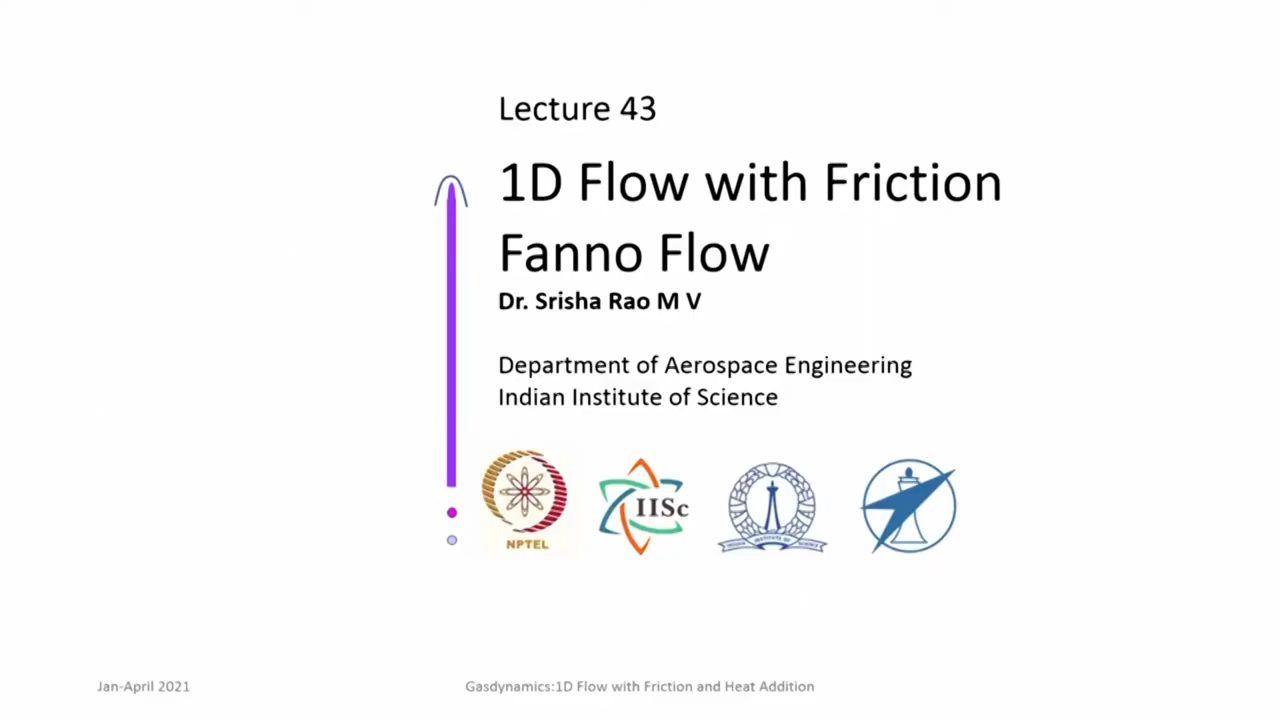 Lecture 43
1D Flow with Friction
Fanno Flow
Dr. Srisha Rao M V
Department of Aerospace Engineering
Indian Institute of Science
NPTEL
IISc
Jan-April 2021
Gasdynamics:1D Flow with Friction and Heat Addition